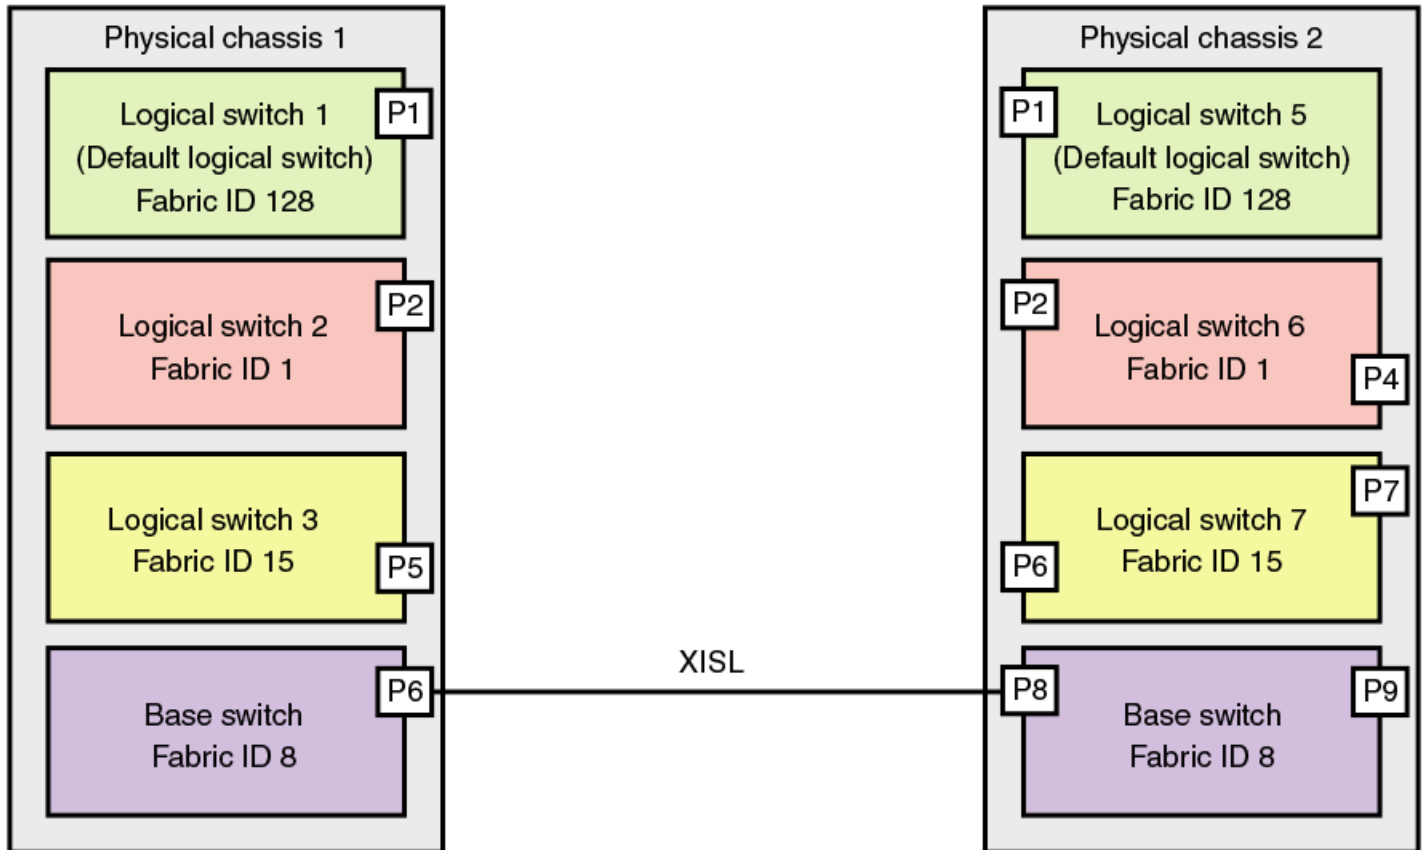 Physical chassis 1
Logical switch 1
(Default logical switch)
Fabric ID 128
P1
Logical switch 2
Fabric ID 1
P2
Logical switch 3
Fabric ID 15
P5
Base switch
Fabric ID 8
P6
XISL
Physical chassis 2
P1
Logical switch 5
(Default logical switch)
Fabric ID 128
P2
Logical switch 6
Fabric ID 1
P4
P7
Logical switch 7
Fabric ID 15
P6
P8
Base switch
Fabric ID 8
P9